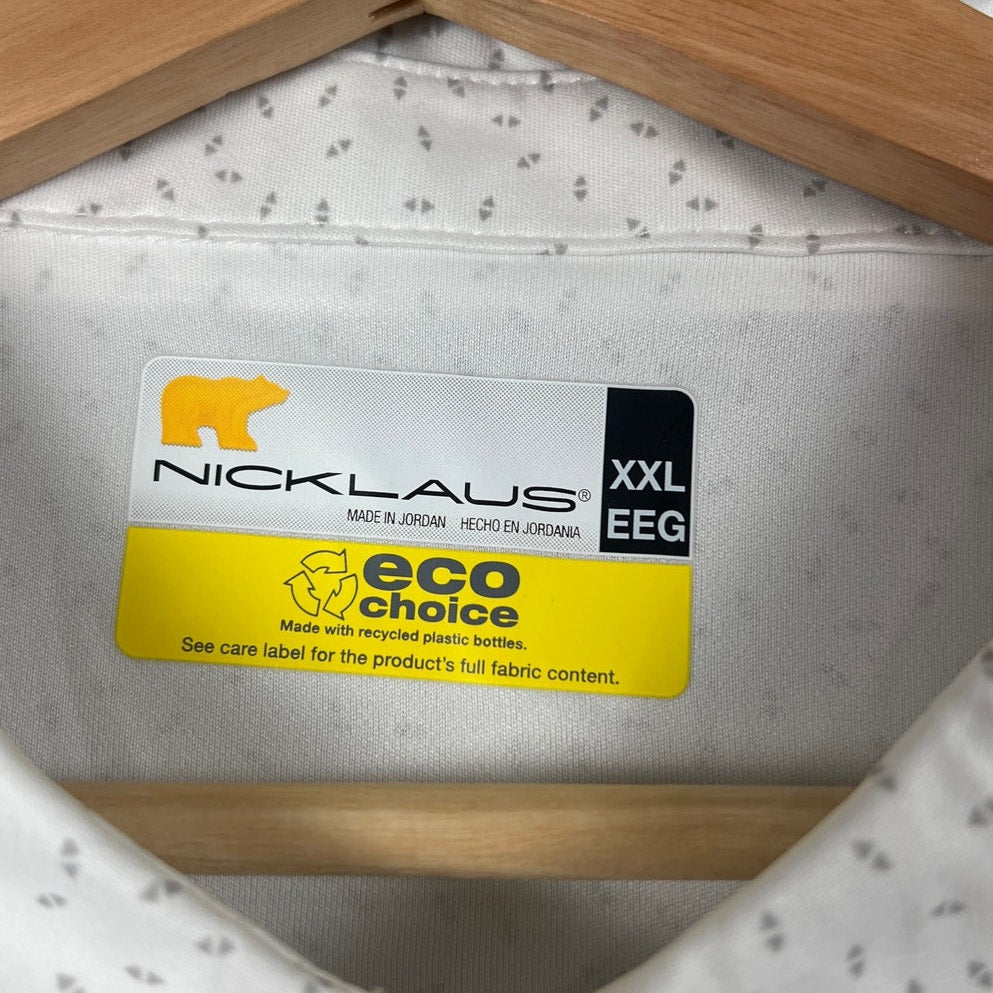 NICKLAUS®
XXL
EEG
MADE IN JORDAN HECHO EN JORDANIA
eco
choice
Made with recycled plastic bottles.
See care label for the product's full fabric content.